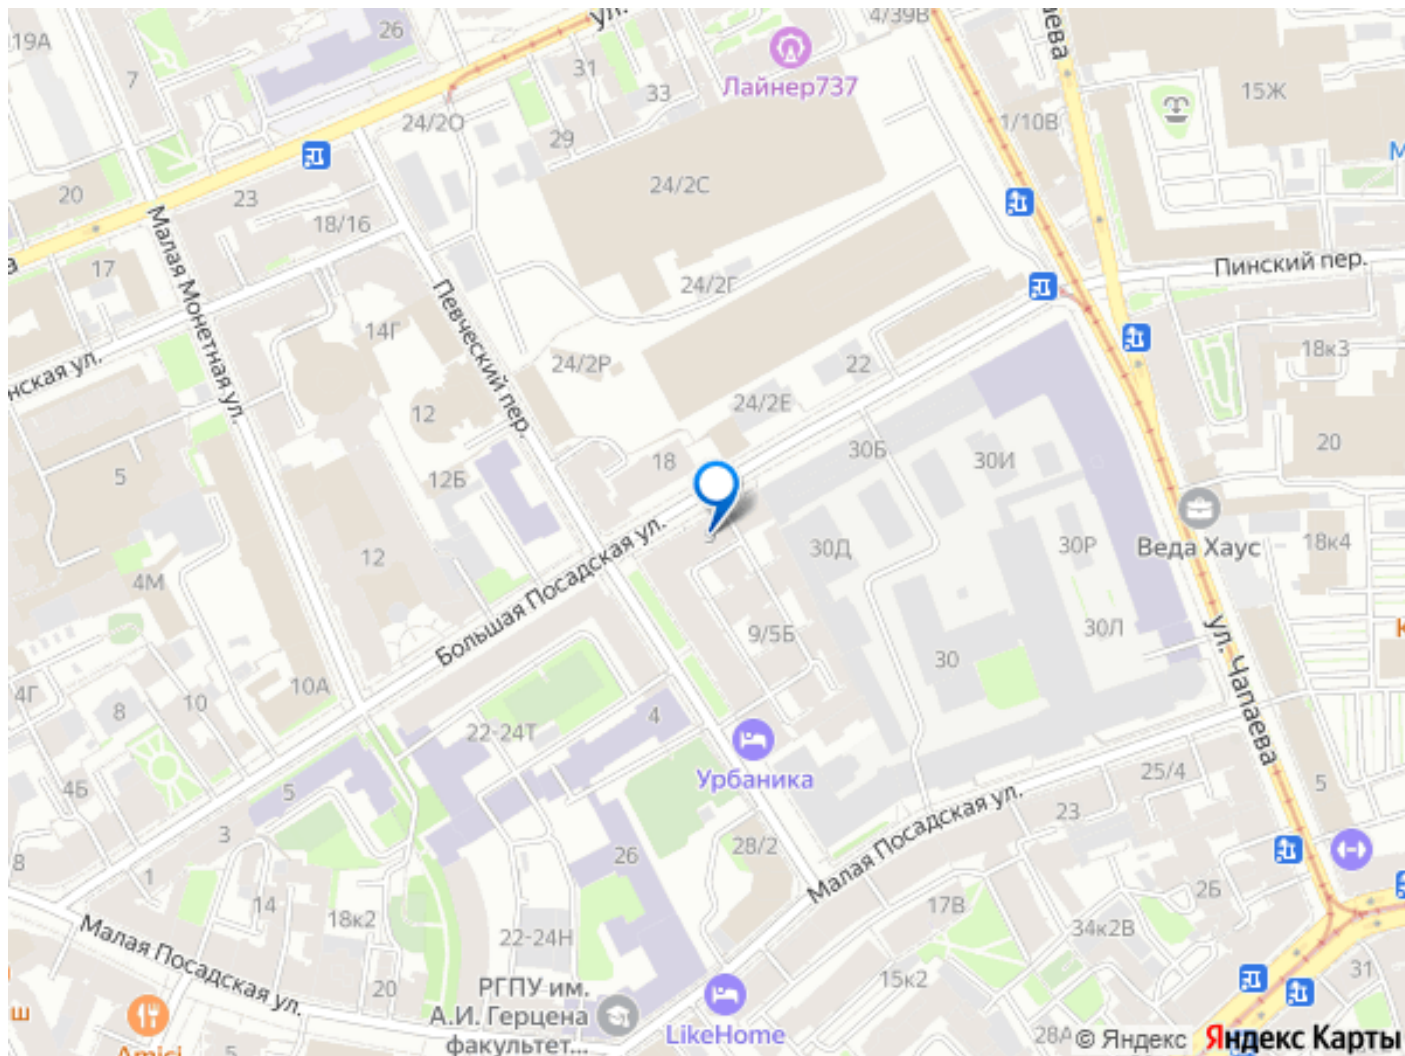 19А
26
ул.
4/39В
31
Лайнер737
7
33
15Ж
24/2О
29
1/10В
24/2С
20
23
18/16
Малая Монетная ул.
17
Пинский пер.
24/2Г
Певческий пер.
14Г
18к3
24/2Р
22
нская ул.
12
24/2Е
20
30Б
30И
18
5
12Б
Веда Хаус
18к4
30Д
30Р
12
4М
Большая Посадская ул.
9/5Б
30Л
ул. Чапаева
30
4Г
10А
8
10
4
22-24Т
Урбаника
25/4
4Б
5
5
23
3
Малая Посадская ул.
28/2
8
26
1
2Б
14
17В
18к2
34к2В
22-24Н
Малая Посадская ул.
31
15к2
20
РГПУ им.
А.И. Герцена
факультет...
ш
LikeHome
28А
Amici
5
© Яндекс Яндекс Карты